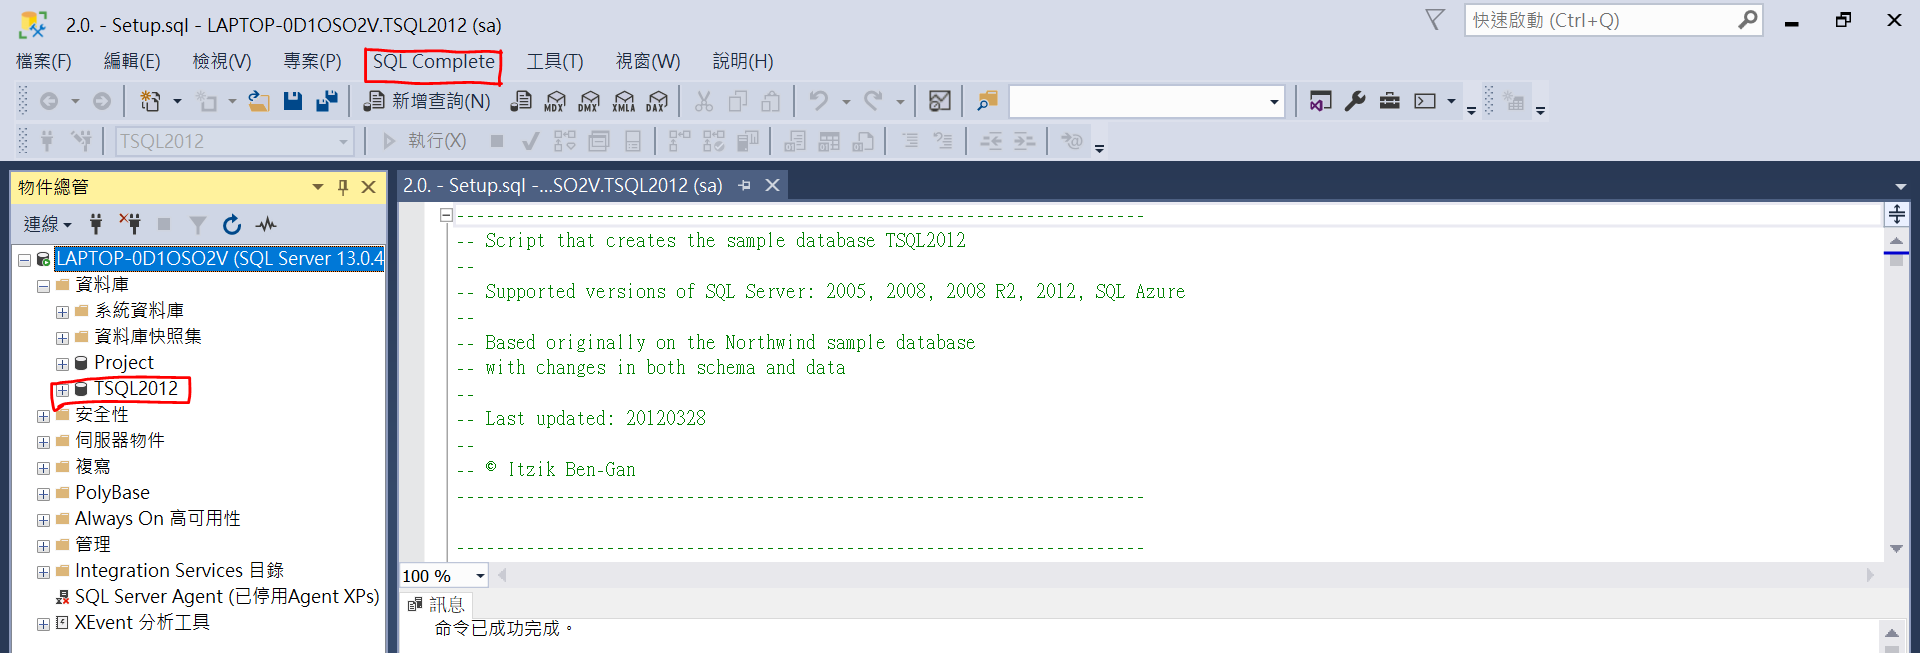 2.0. - Setup.sql - LAPTOP-0D1OSO2V.TSQL2012 (sa)
快速啟動 (Ctrl+Q)
檔案(F) 編輯(E) 檢視(V) 專案(P) SQL Complete 工具(T) 視窗(W) 說明(H)
新增查詢(N) MDX DMX XMLA DAX
TSQL2012 執行(X)
物件總管
連線
LAPTOP-0D1OSO2V (SQL Server 13.0.4
資料庫
系統資料庫
資料庫快照集
Project
TSQL2012
安全性
伺服器物件
複寫
PolyBase
Always On 高可用性
管理
Integration Services 目錄
SQL Server Agent (已停用Agent XPs)
XEvent 分析工具
2.0. - Setup.sql -...SO2V.TSQL2012 (sa)
---------------------------------------------------------------------
-- Script that creates the sample database TSQL2012
--
-- Supported versions of SQL Server: 2005, 2008, 2008 R2, 2012, SQL Azure
--
-- Based originally on the Northwind sample database
-- with changes in both schema and data
--
-- Last updated: 20120328
--
-- © Itzik Ben-Gan
---------------------------------------------------------------------
---------------------------------------------------------------------
100 %
訊息
命令已成功完成。